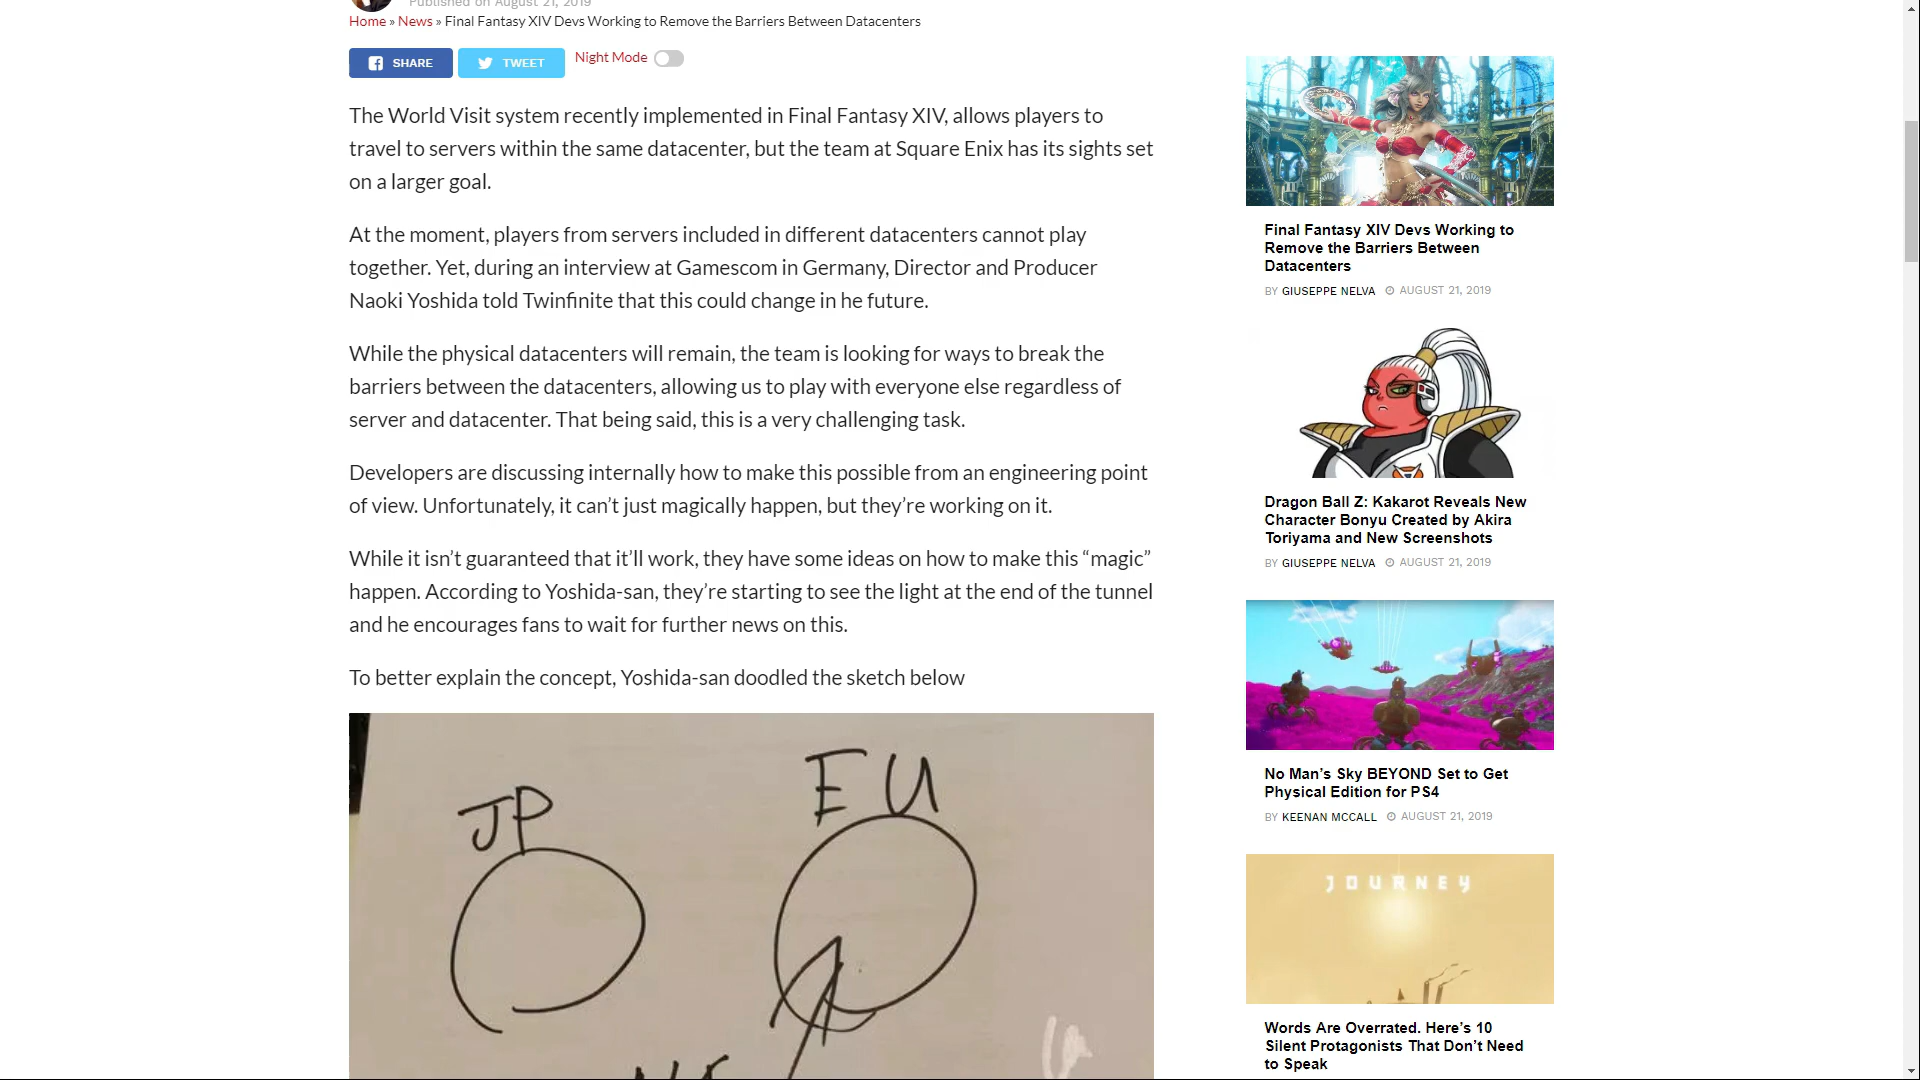 Published on August 21, 2019
Home » News » Final Fantasy XIV Devs Working to Remove the Barriers Between Datacenters
SHARE
TWEET
Night Mode
The World Visit system recently implemented in Final Fantasy XIV, allows players to
travel to servers within the same datacenter, but the team at Square Enix has its sights set
on a larger goal.
At the moment, players from servers included in different datacenters cannot play
together. Yet, during an interview at Gamescom in Germany, Director and Producer
Naoki Yoshida told Twinfinite that this could change in he future.
While the physical datacenters will remain, the team is looking for ways to break the
barriers between the datacenters, allowing us to play with everyone else regardless of
server and datacenter. That being said, this is a very challenging task.
Developers are discussing internally how to make this possible from an engineering point
of view. Unfortunately, it can’t just magically happen, but they’re working on it.
While it isn’t guaranteed that it’ll work, they have some ideas on how to make this “magic”
happen. According to Yoshida-san, they’re starting to see the light at the end of the tunnel
and he encourages fans to wait for further news on this.
To better explain the concept, Yoshida-san doodled the sketch below
JP
EU
Final Fantasy XIV Devs Working to
Remove the Barriers Between
Datacenters
BY GIUSEPPE NELVA AUGUST 21, 2019
Dragon Ball Z: Kakarot Reveals New
Character Bonyu Created by Akira
Toriyama and New Screenshots
BY GIUSEPPE NELVA AUGUST 21, 2019
No Man’s Sky BEYOND Set to Get
Physical Edition for PS4
BY KEENAN MCCALL AUGUST 21, 2019
JOURNEY
Words Are Overrated. Here’s 10
Silent Protagonists That Don’t Need
to Speak